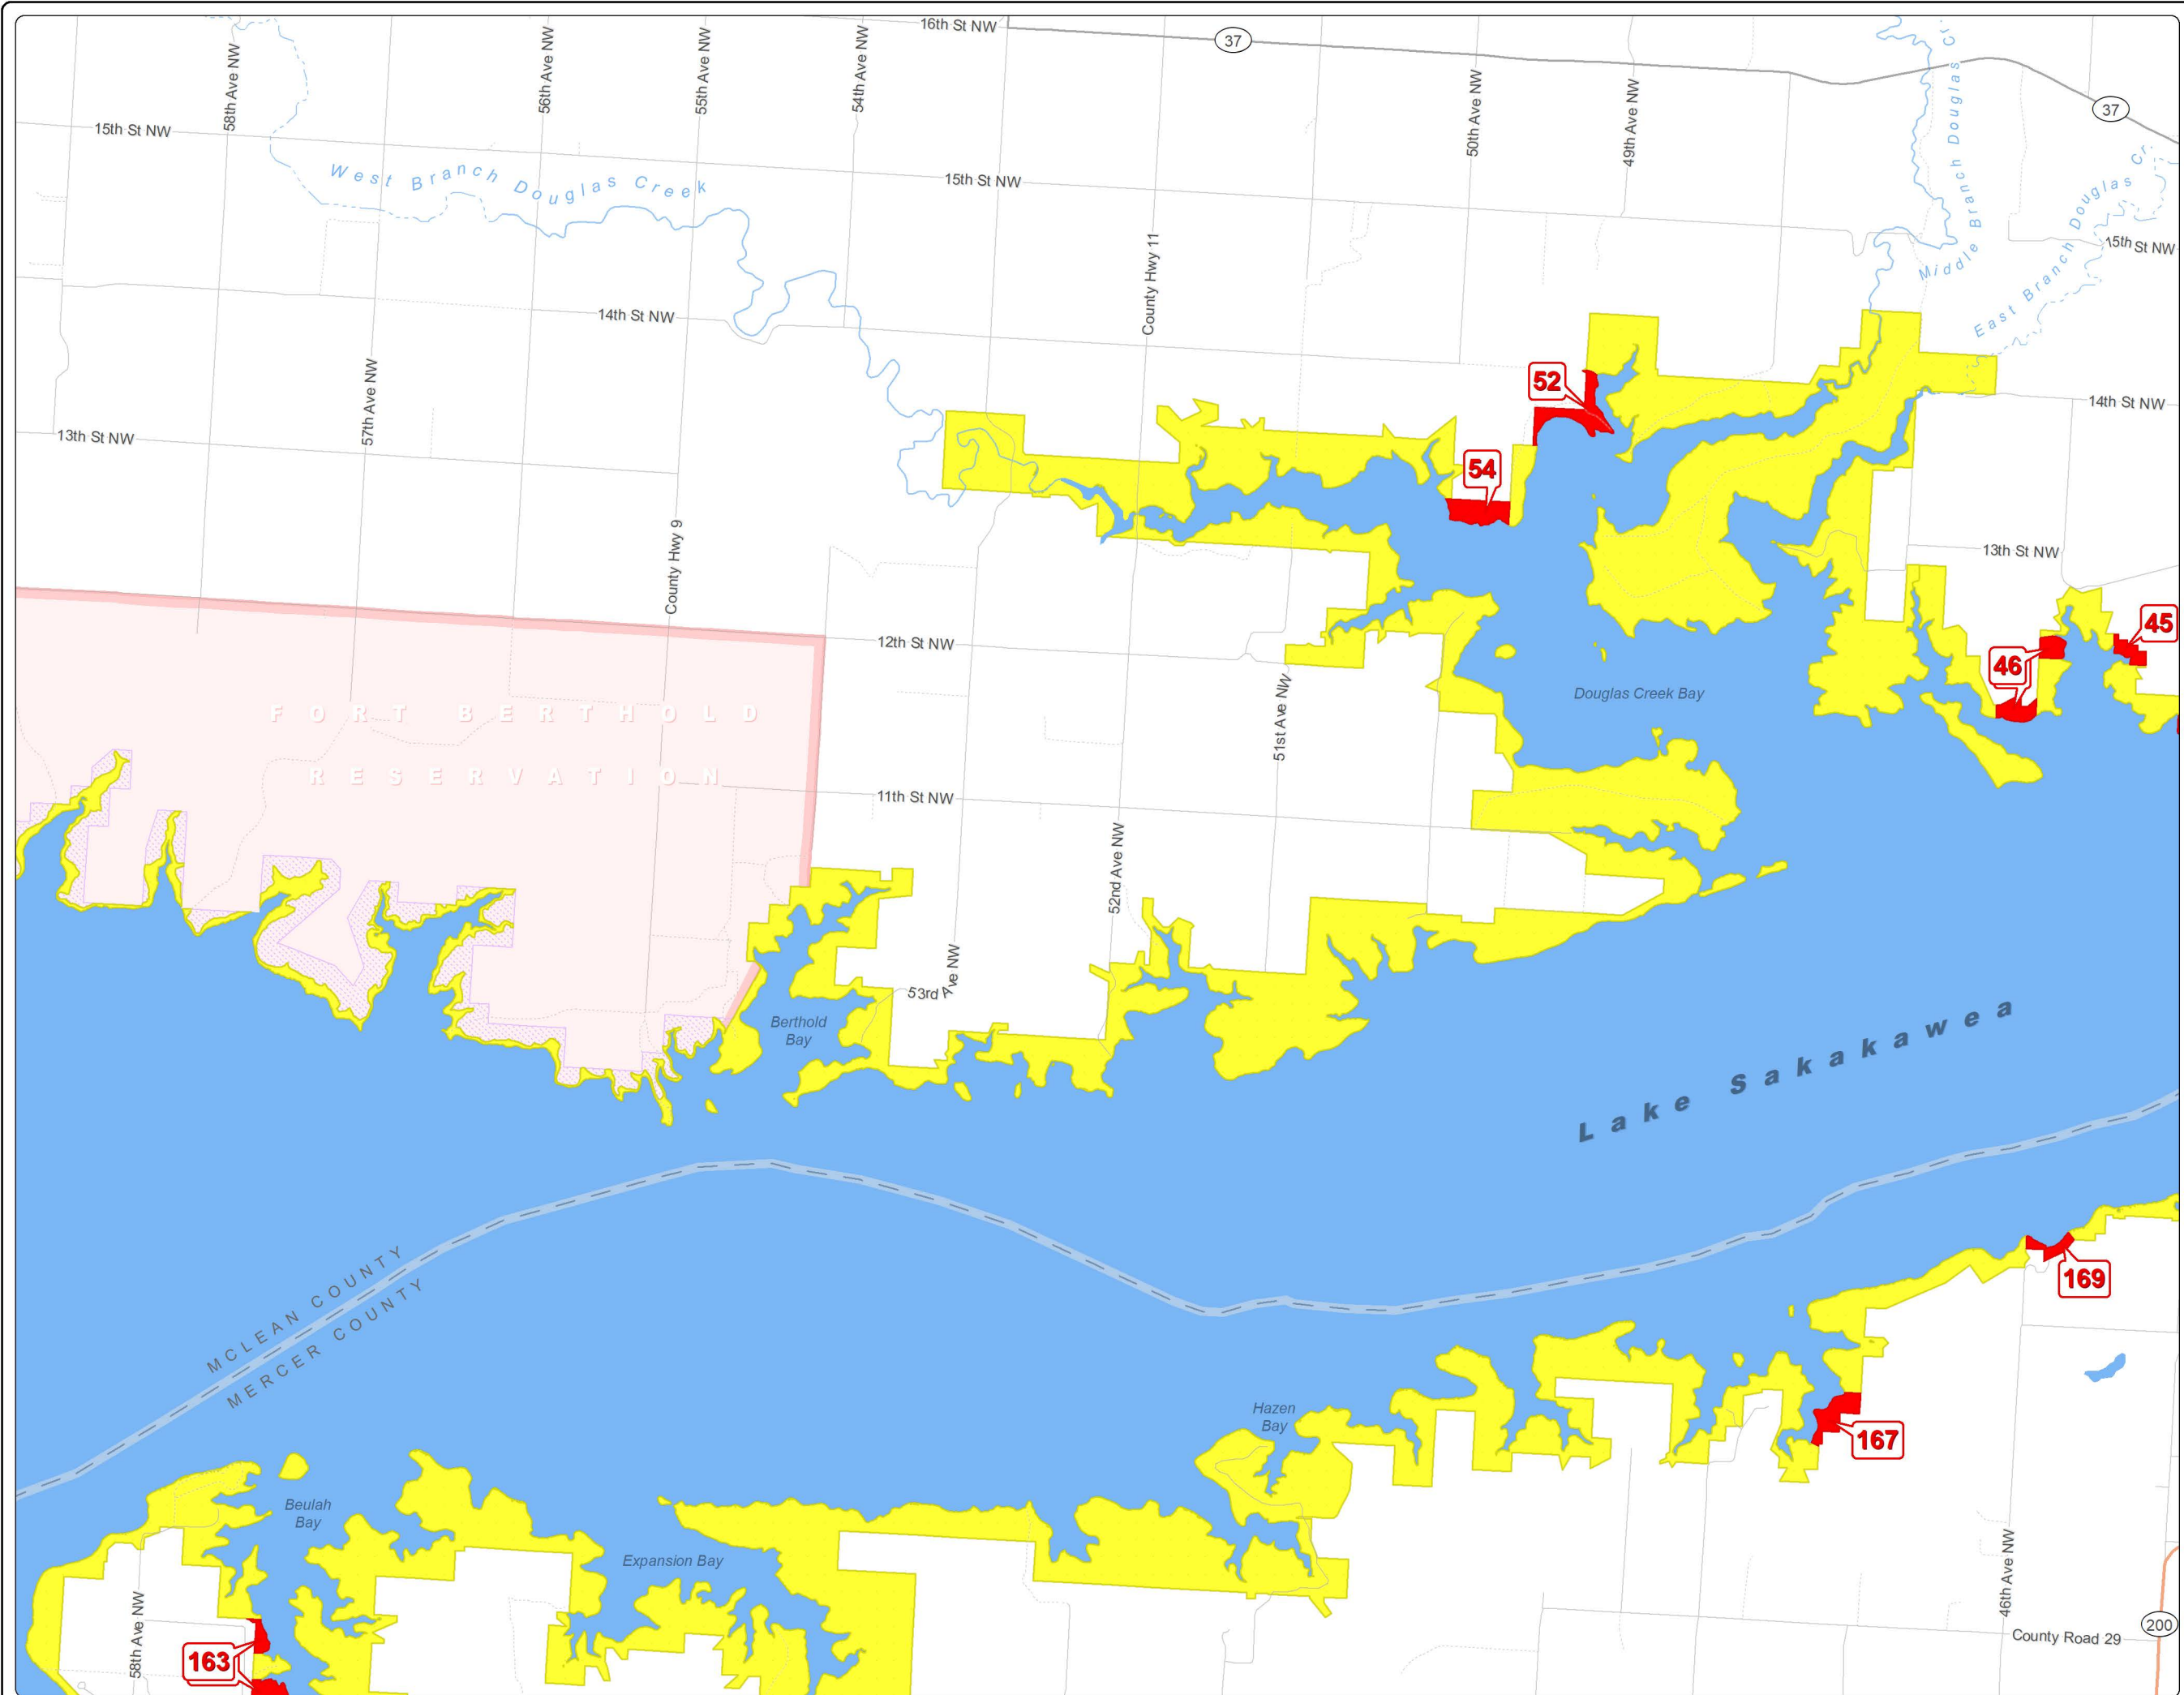 16th St NW
37
58th Ave NW
56th Ave NW
55th Ave NW
54th Ave NW
50th Ave NW
49th Ave NW
37
15th St NW
15th St NW
15th St NW
West Branch Douglas Creek
Middle Branch Douglas Cr.
East Branch Douglas Cr.
County Hwy 11
14th St NW
57th Ave NW
52
14th St NW
13th St NW
54
County Hwy 9
13th St NW
12th St NW
45
46
FORT BERTHOLD
RESERVATION
51st Ave NW
Douglas Creek Bay
11th St NW
52nd Ave NW
53rd Ave NW
Berthold
Bay
Lake Sakakawea
MCLEAN COUNTY
MERCER COUNTY
169
Hazen
Bay
167
Beulah
Bay
Expansion Bay
58th Ave NW
46th Ave NW
163
County Road 29
200